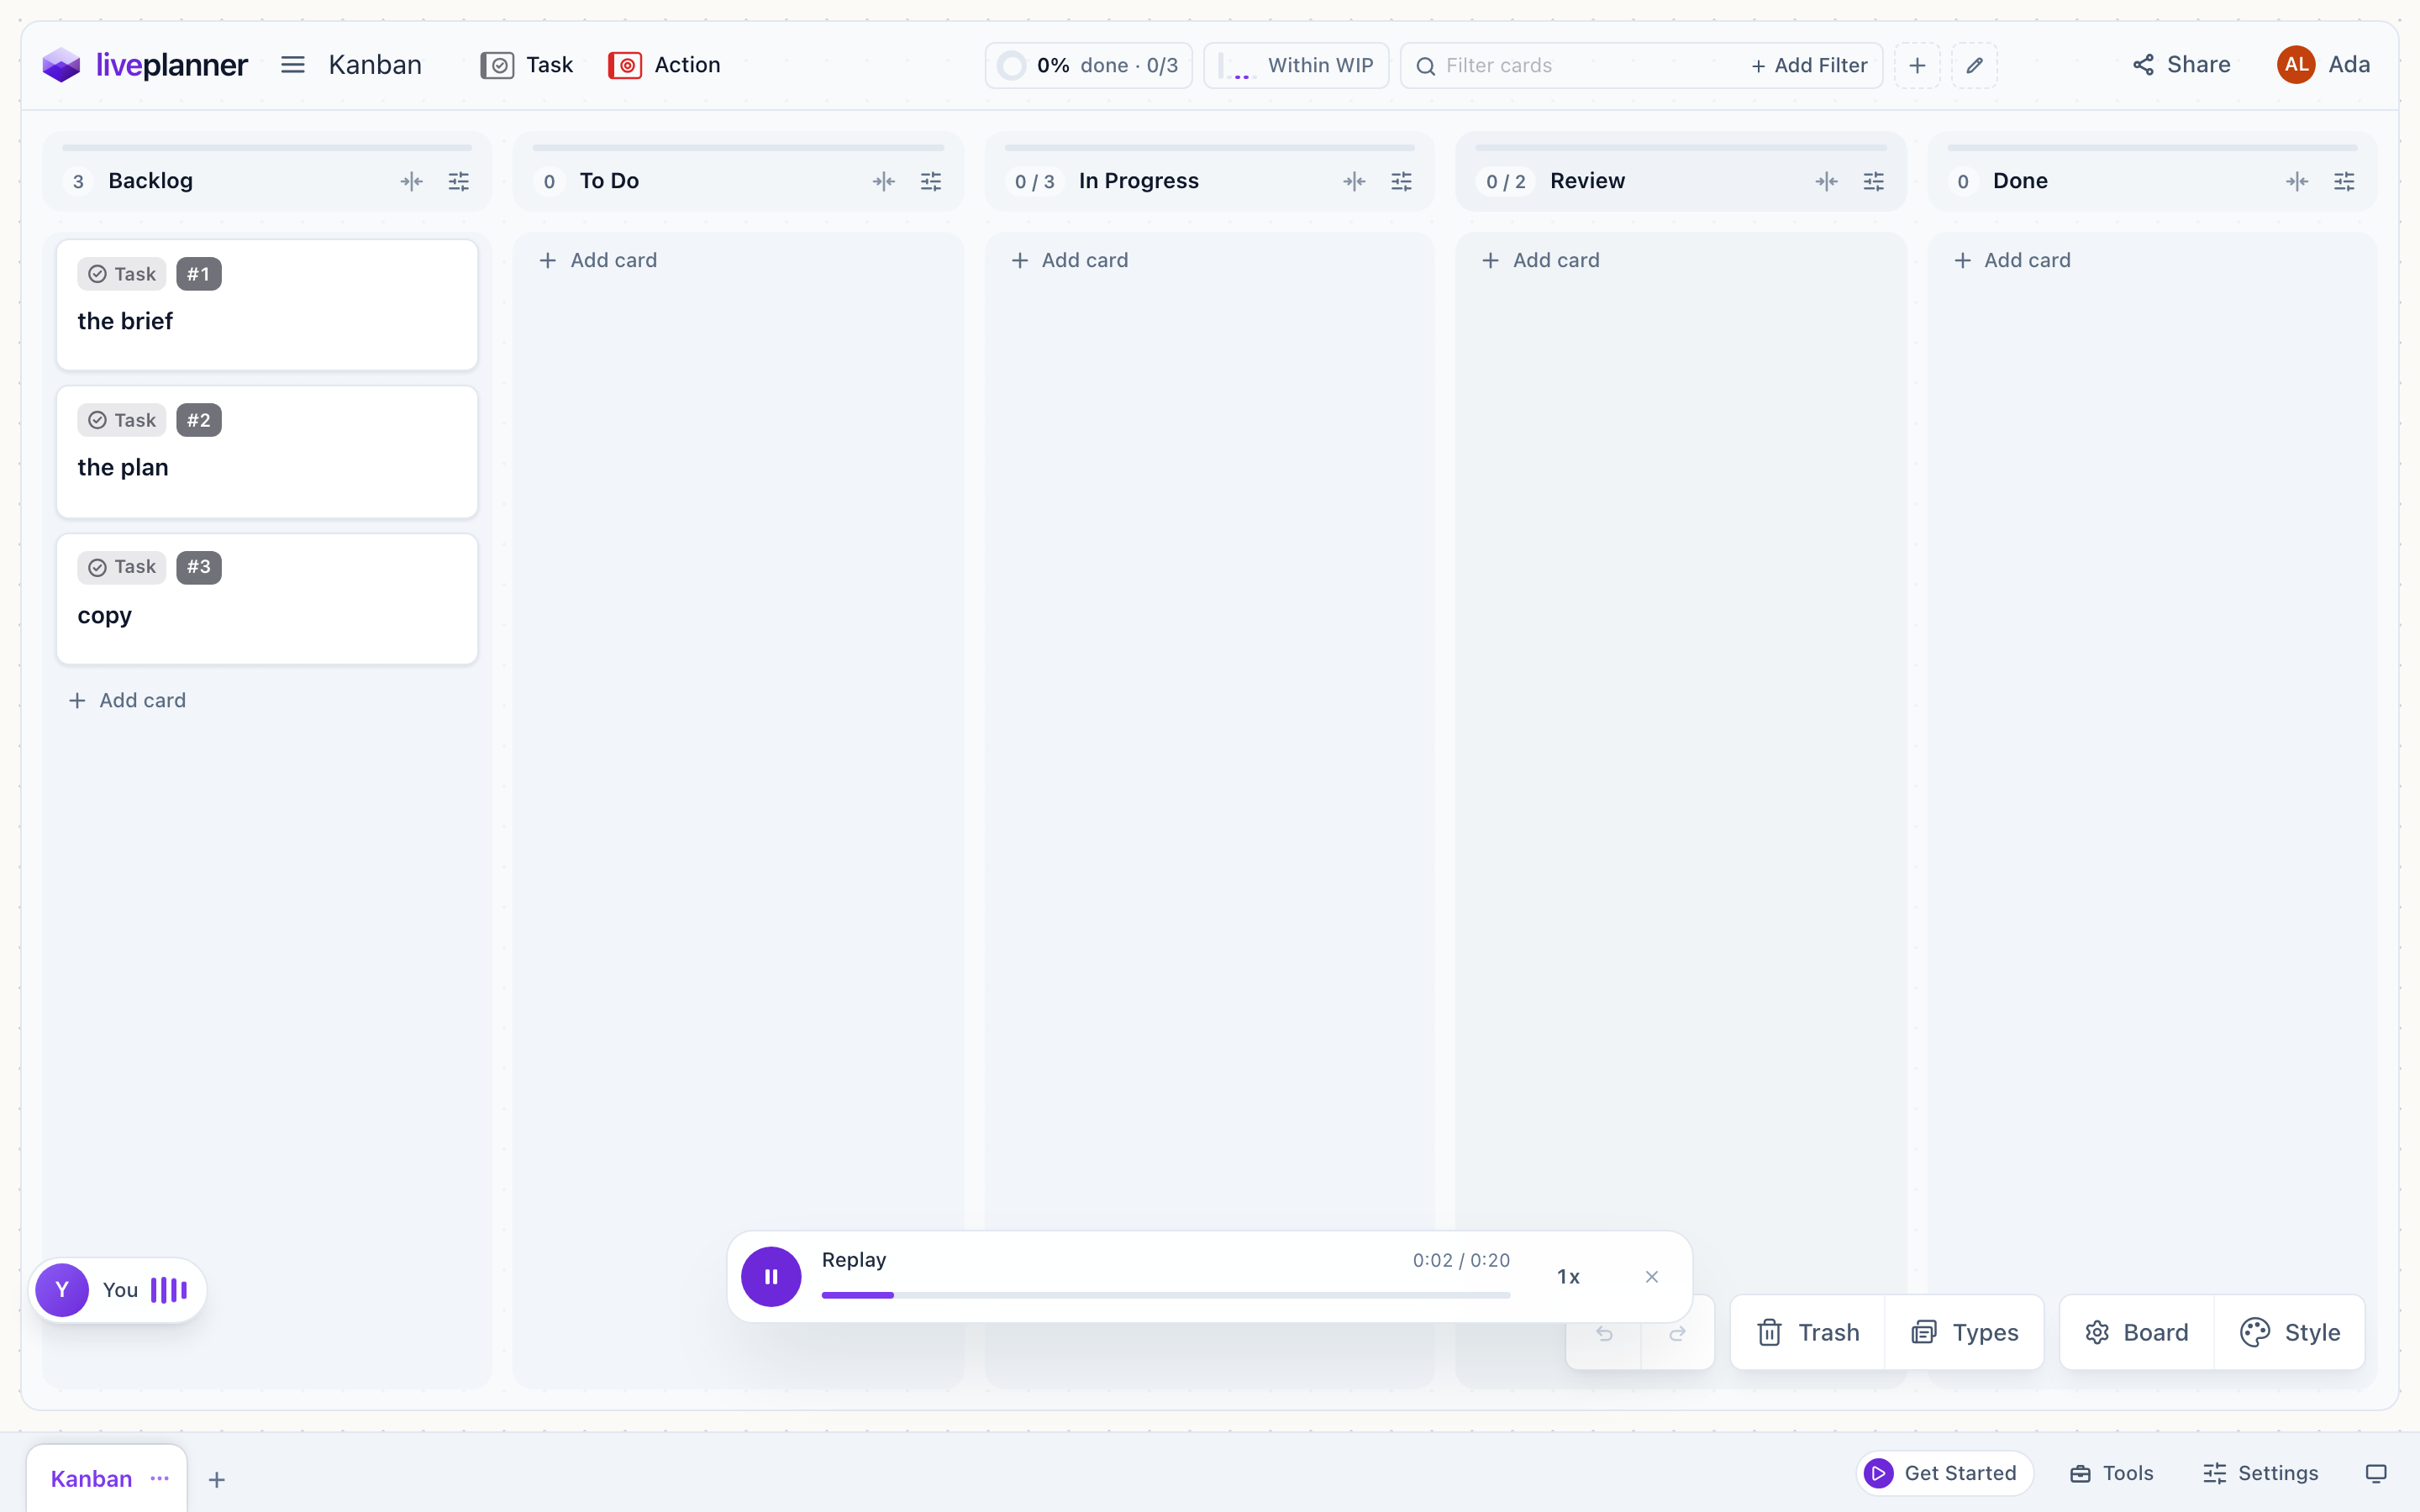 liveplanner Kanban Task Action 0% done · 0/3 Within WIP Filter cards + Add Filter Share AL Ada
3 Backlog 0 To Do 0 / 3 In Progress 0 / 2 Review 0 Done
Task #1
the brief
Task #2
the plan
Task #3
copy
+ Add card
+ Add card
+ Add card
+ Add card
+ Add card
Y You
Replay 0:02 / 0:20 1x
Trash Types Board Style
Kanban ... +
Get Started Tools Settings